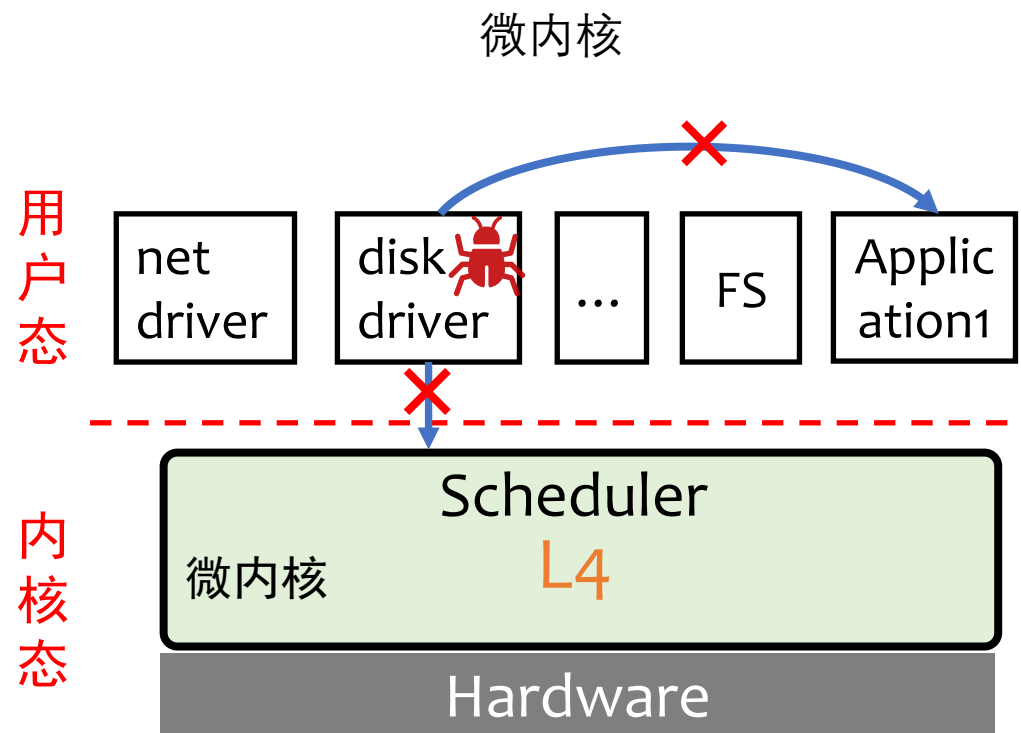 微内核
用
户
态
net
driver
disk
driver
...
FS
Applic
ation1
内
核
态
Scheduler
微内核
L4
Hardware